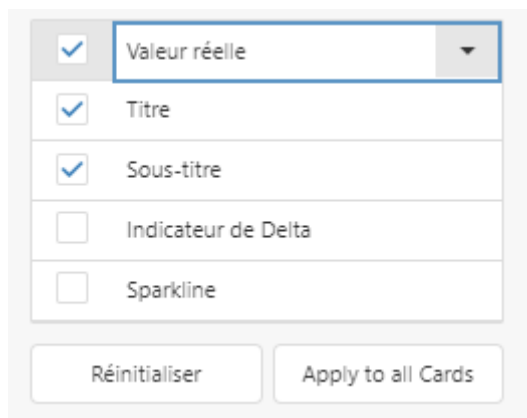 Valeur réelle
Titre
Sous-titre
Indicateur de Delta
Sparkline
Réinitialiser Apply to all Cards